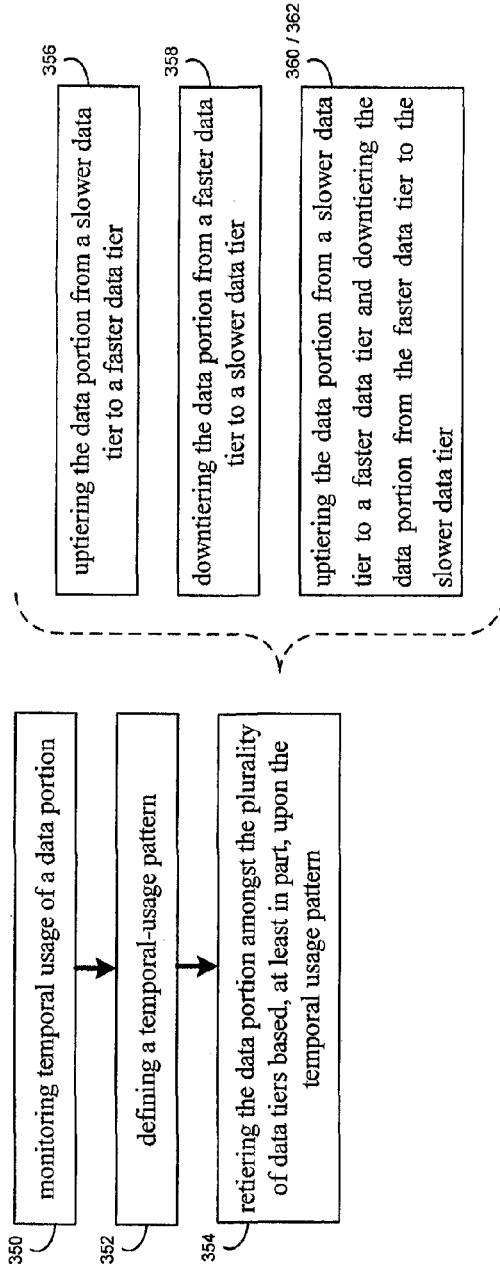 350
monitoring temporal usage of a data portion
352
defining a temporal-usage pattern
354
retiering the data portion amongst the plurality
of data tiers based, at least in part, upon the
temporal usage pattern
356
uptiering the data portion from a slower data
tier to a faster data tier
358
downtiering the data portion from a faster data
tier to a slower data tier
360 / 362
uptiering the data portion from a slower data
tier to a faster data tier and downtiering the
data portion from the faster data tier to the
slower data tier